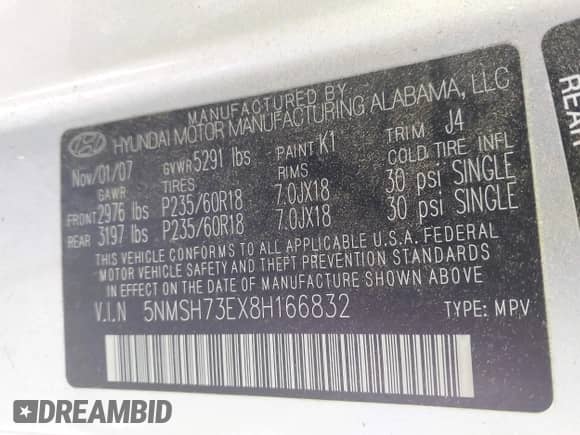 MANUFACTURED BY
HYUNDAI MOTOR MANUFACTURING ALABAMA, LLC
Nov/01/07 GVWR 5291 lbs PAINT K1 TRIM J4
GAWR TIRES RIMS COLD TIRE INFL
FRONT 2976 lbs P235/60R18 7.0JX18 30 psi SINGLE
REAR 3197 lbs P235/60R18 7.0JX18 30 psi SINGLE
THIS VEHICLE CONFORMS TO ALL APPLICABLE U.S.A. FEDERAL
MOTOR VEHICLE SAFETY AND THEFT PREVENTION STANDARDS
IN EFFECT ON THE DATE OF MANUFACTURE SHOWN ABOVE.
V.I.N 5NMSH73EX8H166832 TYPE: MPV
REAR
DREAMBID